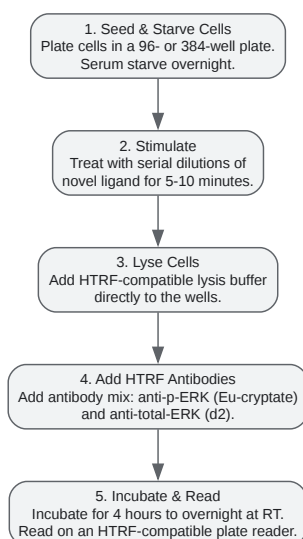 1. Seed & Starve Cells
Plate cells in a 96- or 384-well plate.
Serum starve overnight.
2. Stimulate
Treat with serial dilutions of
novel ligand for 5-10 minutes.
3. Lyse Cells
Add HTRF-compatible lysis buffer
directly to the wells.
4. Add HTRF Antibodies
Add antibody mix: anti-p-ERK (Eu-cryptate)
and anti-total-ERK (d2).
5. Incubate & Read
Incubate for 4 hours to overnight at RT.
Read on an HTRF-compatible plate reader.